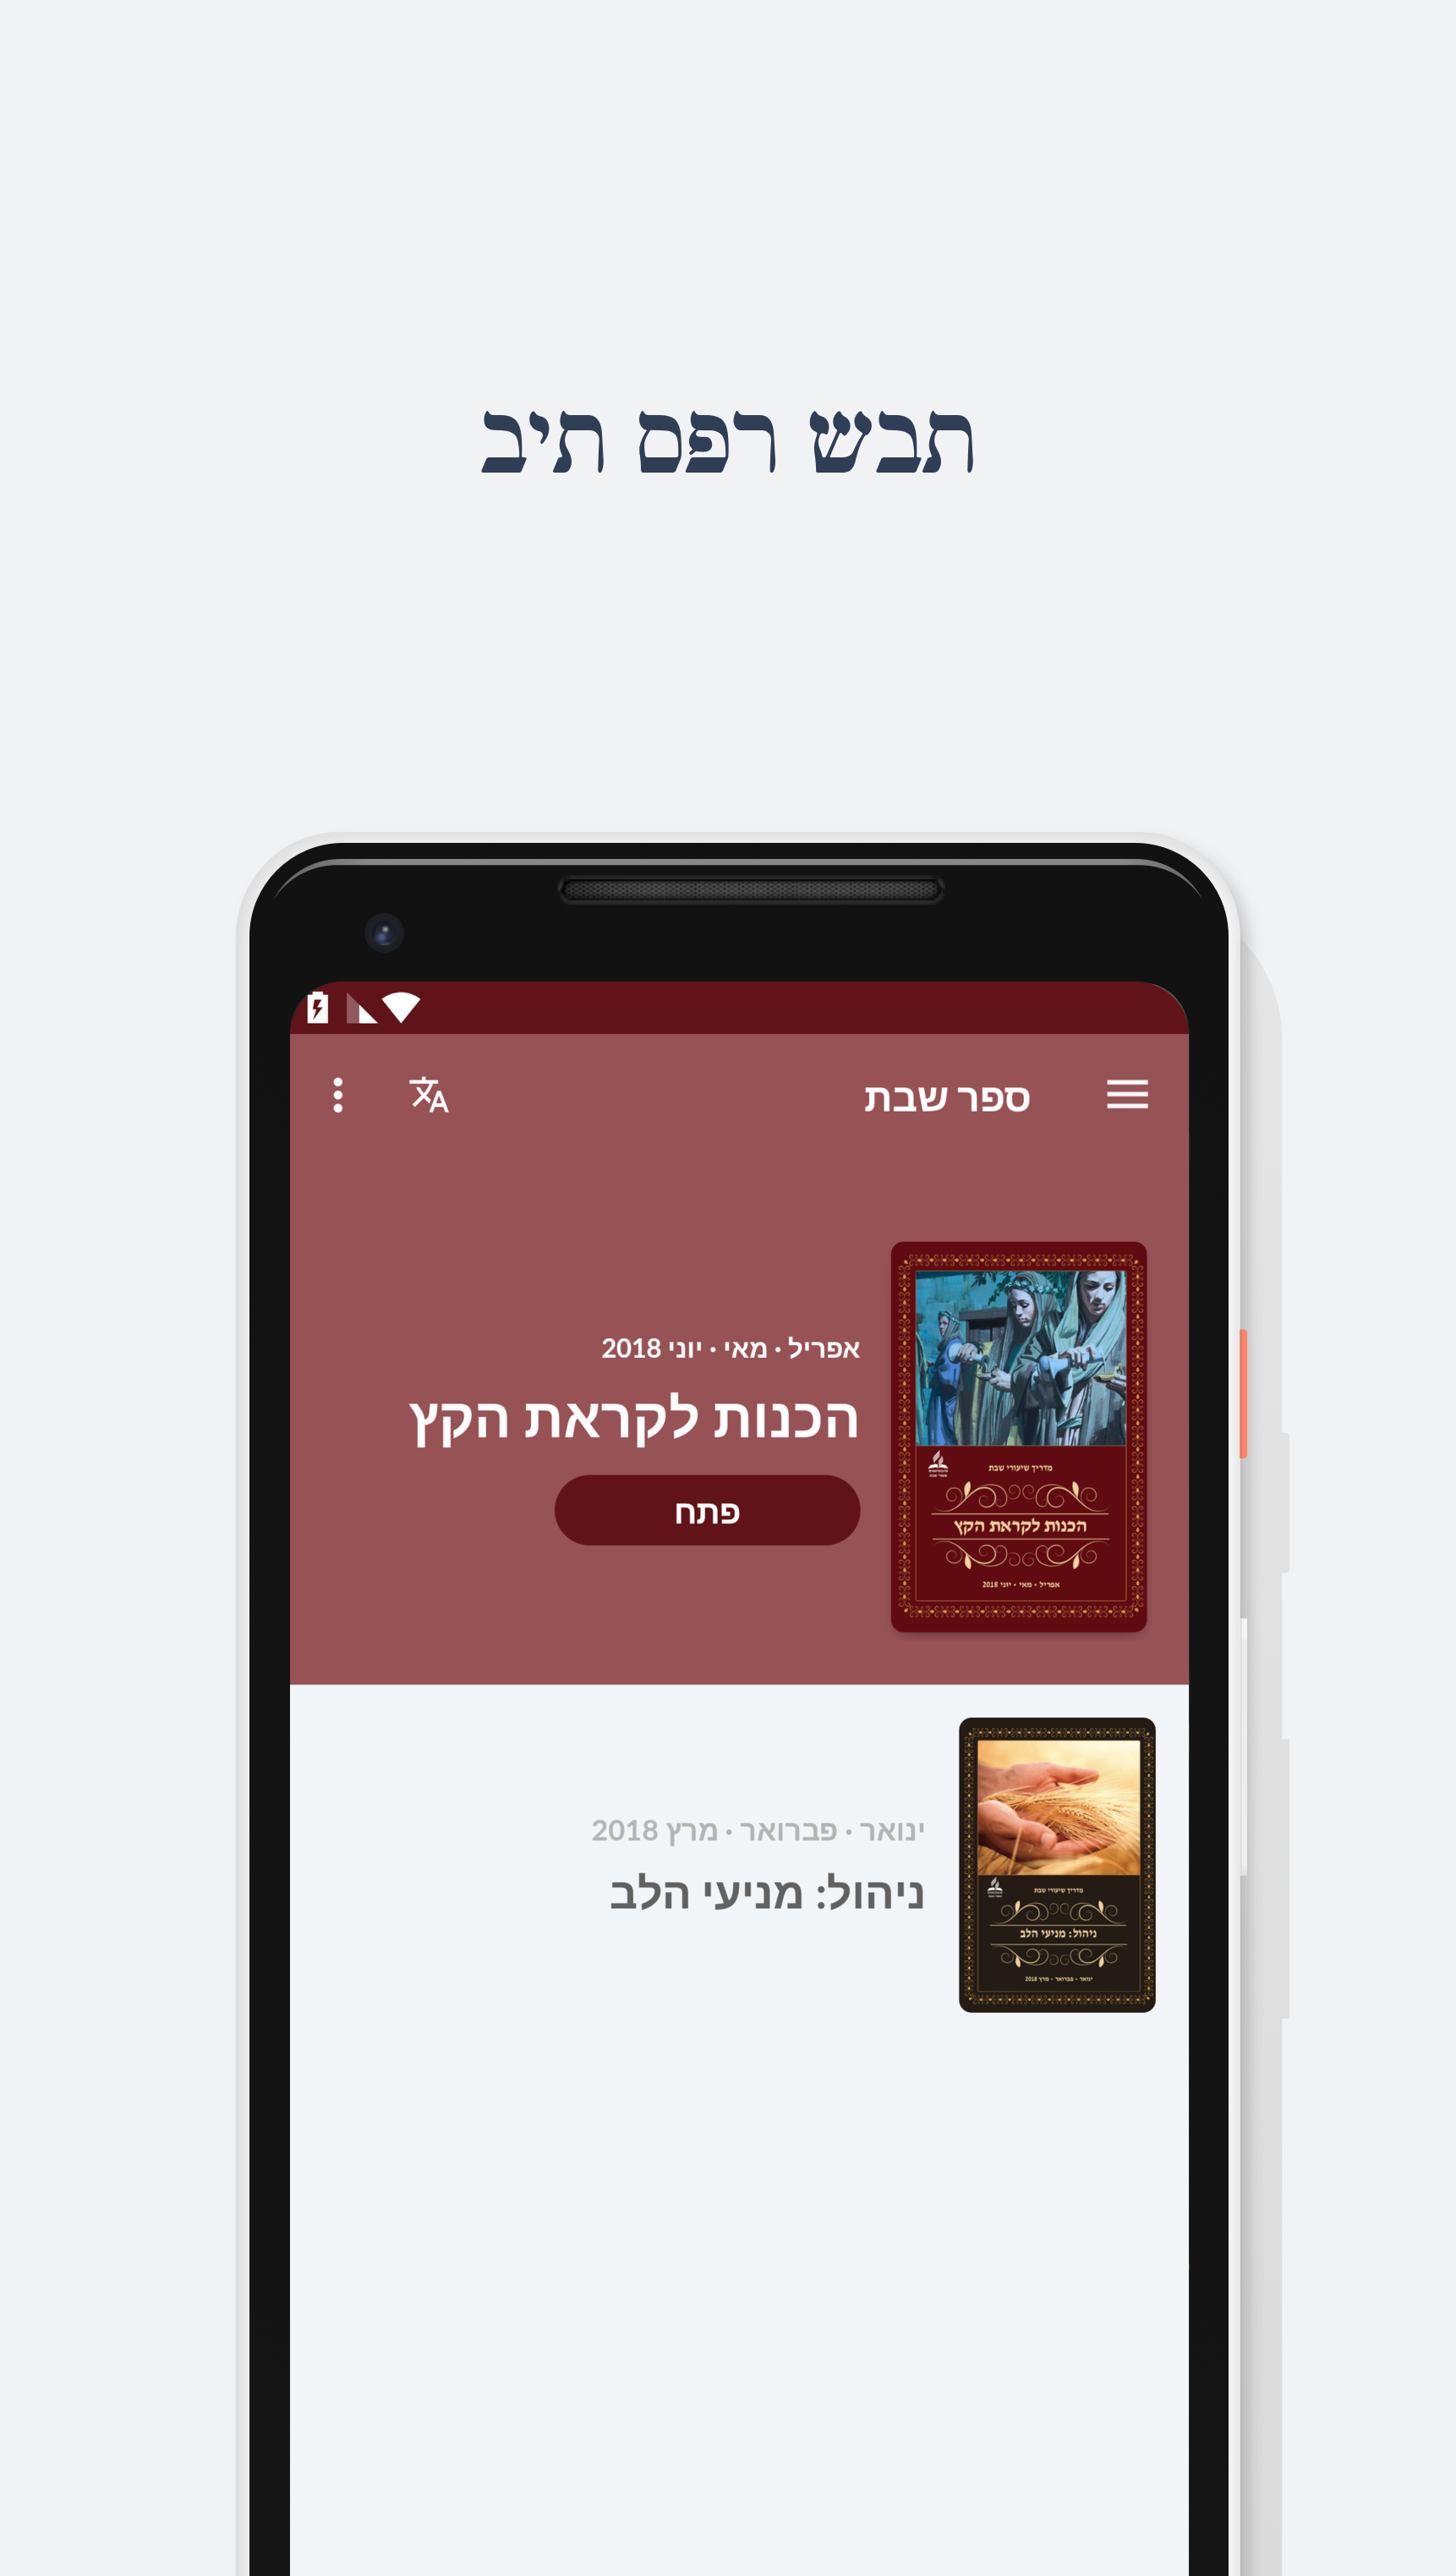 תבש רפס תיב
ספר שבת
אפריל · מאי · יוני 2018
הכנות לקראת הקץ
פתח
מדריך שיעורי שבת
הכנות לקראת הקץ
אפריל • מאי • יוני 2018
ינואר · פברואר · מרץ 2018
ניהול: מניעי הלב
מדריך שיעורי שבת
ניהול: מניעי הלב
ינואר • פברואר • מרץ 2018